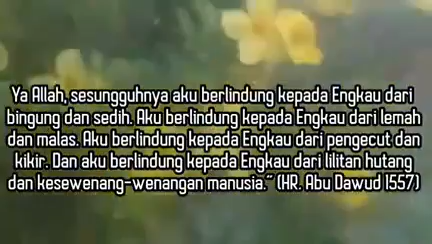 Ya Allah, sesungguhnya aku berlindung kepada Engkau dari
bingung dan sedih. Aku berlindung kepada Engkau dari lemah
dan malas. Aku berlindung kepada Engkau dari pengecut dan
kikir. Dan aku berlindung kepada Engkau dari lilitan hutang
dan kesewenang-wenangan manusia." (HR. Abu Dawud 1557)